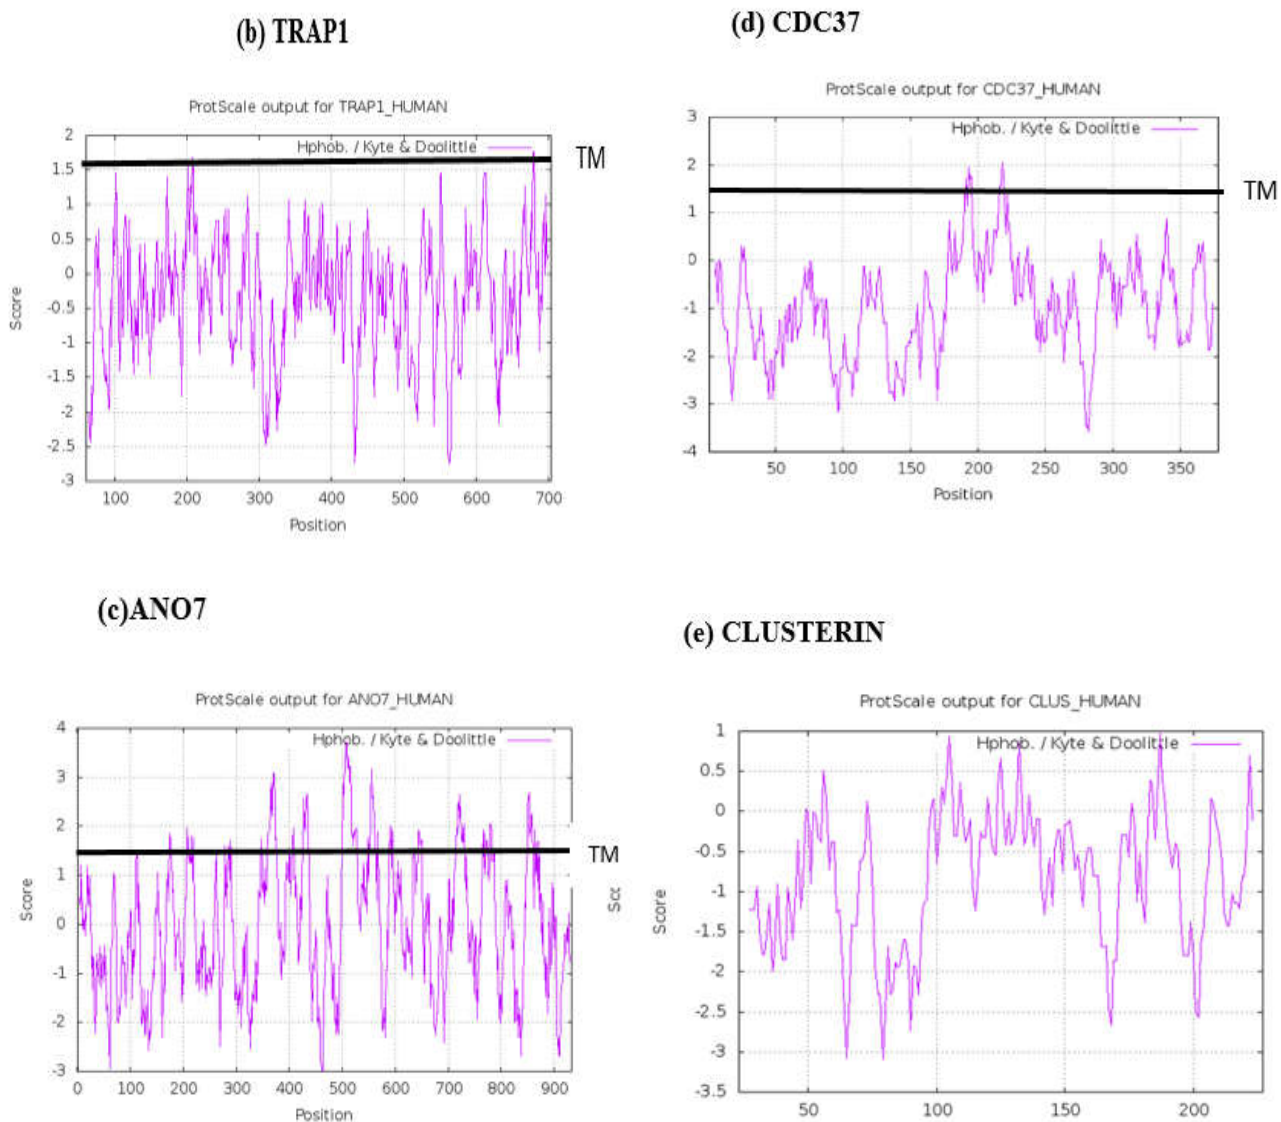 (b) TRAP1
ProtScale output for TRAP1_HUMAN
Hphob. / Kyte & Doolittle
TM
2
1.5
1
0.5
0
-0.5
-1
-1.5
-2
-2.5
-3
Score
100 200 300 400 500 600 700
Position
(d) CDC37
ProtScale output for CDC37_HUMAN
Hphob. / Kyte & Doolittle
TM
3
2
1
0
-1
-2
-3
-4
Score
50 100 150 200 250 300 350
Position
(c)ANO7
ProtScale output for ANO7_HUMAN
Hphob. / Kyte & Doolittle
TM
4
3
2
1
0
-1
-2
-3
Score
0 100 200 300 400 500 600 700 800 900
Position
Scc
(e) CLUSTERIN
ProtScale output for CLUS_HUMAN
Hphob. / Kyte & Doolittle
1
0.5
0
-0.5
-1
-1.5
-2
-2.5
-3
-3.5
Score
50 100 150 200